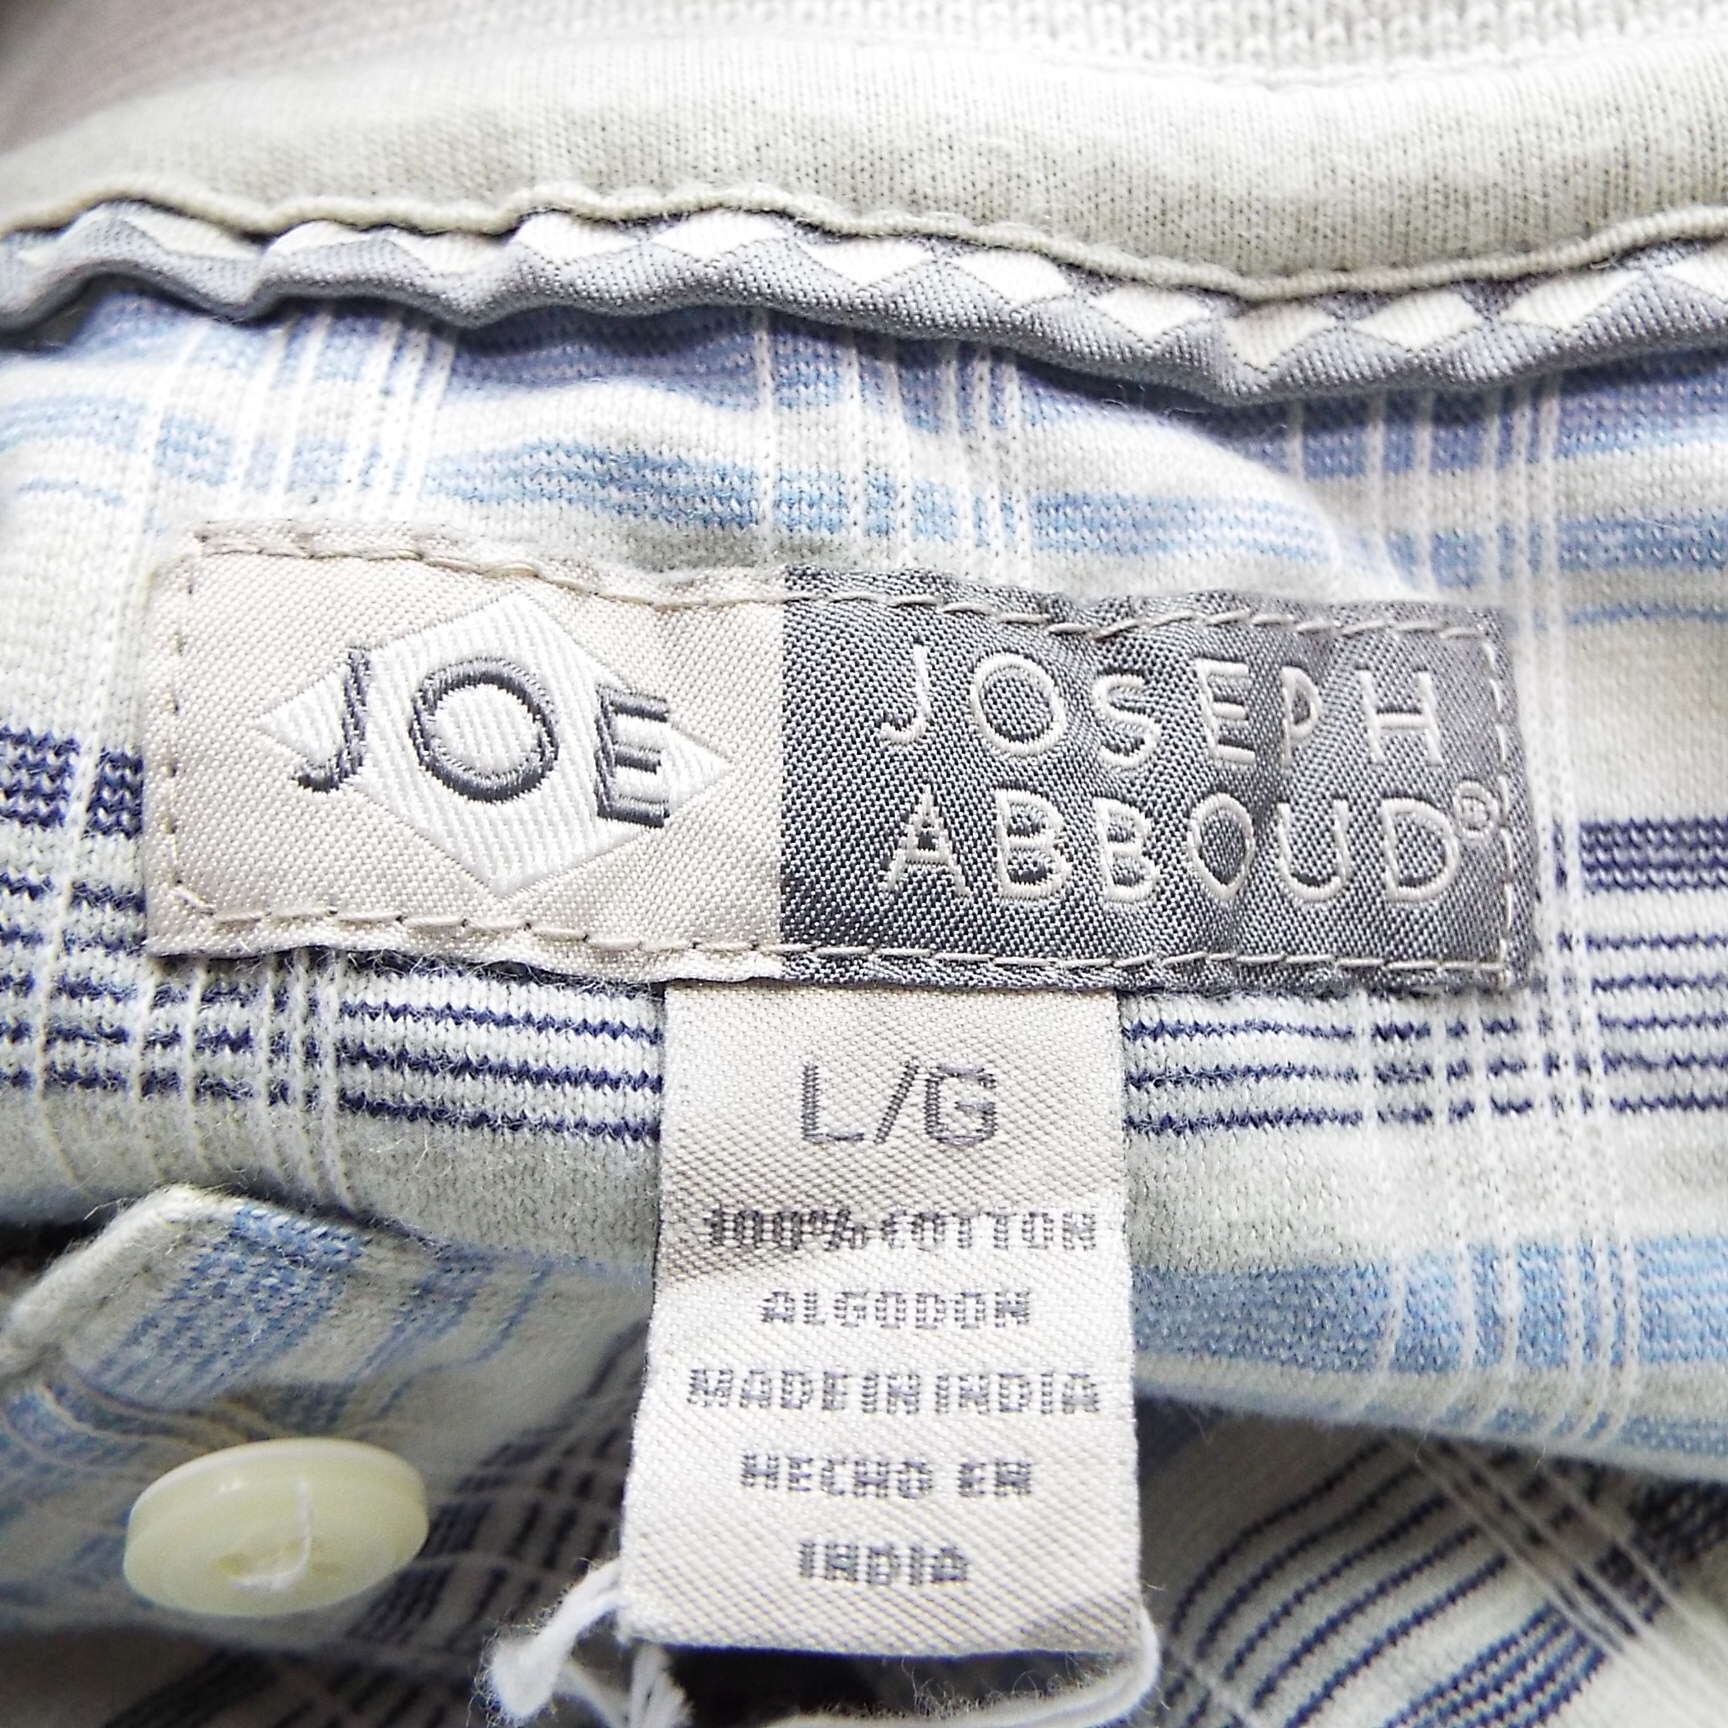 JOE
JOSEPH
ABBOUD®
L/G
100% COTTON
ALGODON
MADE IN INDIA
HECHO EN
INDIA